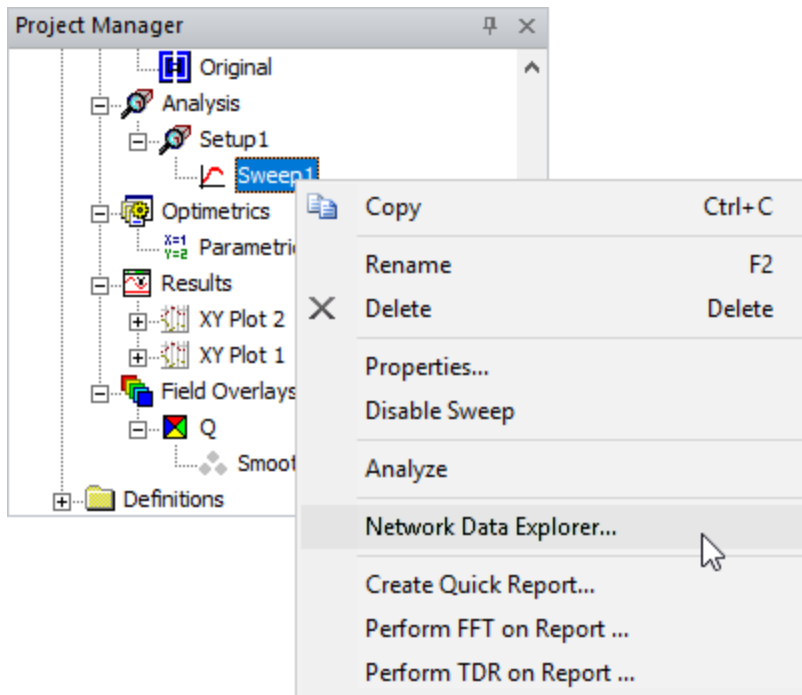 Project Manager
Original
Analysis
Setup1
Sweep1
Optimetrics
X=1
Y=2
Results
XY Plot 2
XY Plot 1
Field Overlays
Q
Definitions
Copy Ctrl+C
Rename F2
Delete Delete
Properties...
Disable Sweep
Analyze
Network Data Explorer...
Create Quick Report...
Perform FFT on Report ...
Perform TDR on Report ...